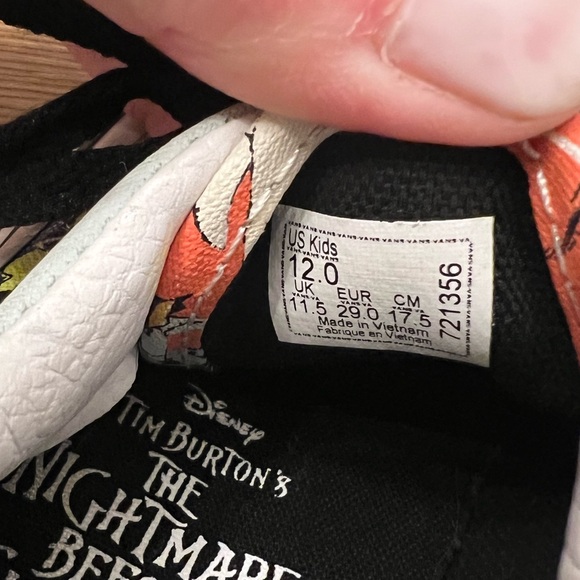 US Kids
12.0
UK EUR CM
11.5 29.0 17.5
Made in Vietnam
Fabriqué en Vietnam
721356
Disney
TIM BURTON'S
THE
NIGHTMARE